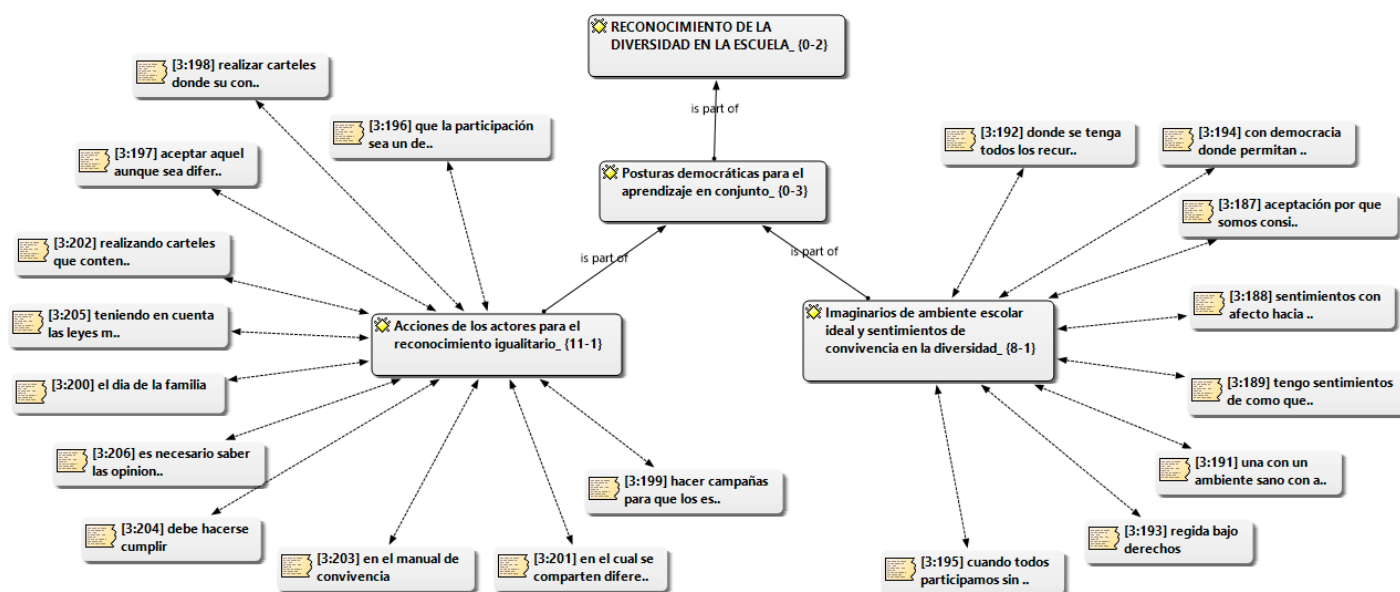 RECONOCIMIENTO DE LA
DIVERSIDAD EN LA ESCUELA_ {0-2}
is part of
Posturas democráticas para el
aprendizaje en conjunto_ {0-3}
is part of
is part of
Acciones de los actores para el
reconocimiento igualitario_ {11-1}
Imaginarios de ambiente escolar
ideal y sentimientos de
convivencia en la diversidad_ {8-1}
[3:198] realizar carteles
donde su con..
[3:196] que la participación
sea un de..
[3:197] aceptar aquel
aunque sea difer..
[3:202] realizando carteles
que conten..
[3:205] teniendo en cuenta
las leyes m..
[3:200] el dia de la familia
[3:206] es necesario saber
las opinion..
[3:204] debe hacerse
cumplir
[3:203] en el manual de
convivencia
[3:201] en el cual se
comparten difere..
[3:199] hacer campañas
para que los es..
[3:192] donde se tenga
todos los recur..
[3:194] con democracia
donde permitan ..
[3:187] aceptación por que
somos consi..
[3:188] sentimientos con
afecto hacia ..
[3:189] tengo sentimientos
de como que..
[3:191] una con un
ambiente sano con a..
[3:193] regida bajo
derechos
[3:195] cuando todos
participamos sin ..